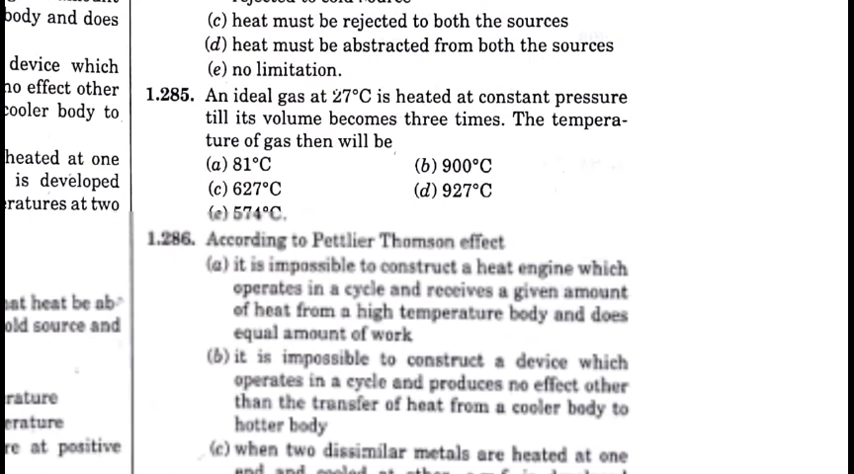 body and does
device which
no effect other
cooler body to
heated at one
is developed
ratures at two
at heat be ab-
old source and
rature
erature
re at positive
(c) heat must be rejected to both the sources
(d) heat must be abstracted from both the sources
(e) no limitation.
1.285. An ideal gas at 27°C is heated at constant pressure
till its volume becomes three times. The tempera-
ture of gas then will be
(a) 81°C (b) 900°C
(c) 627°C (d) 927°C
(e) 574°C.
1.286. According to Pettlier Thomson effect
(a) it is impossible to construct a heat engine which
operates in a cycle and receives a given amount
of heat from a high temperature body and does
equal amount of work
(b) it is impossible to construct a device which
operates in a cycle and produces no effect other
than the transfer of heat from a cooler body to
hotter body
(c) when two dissimilar metals are heated at one